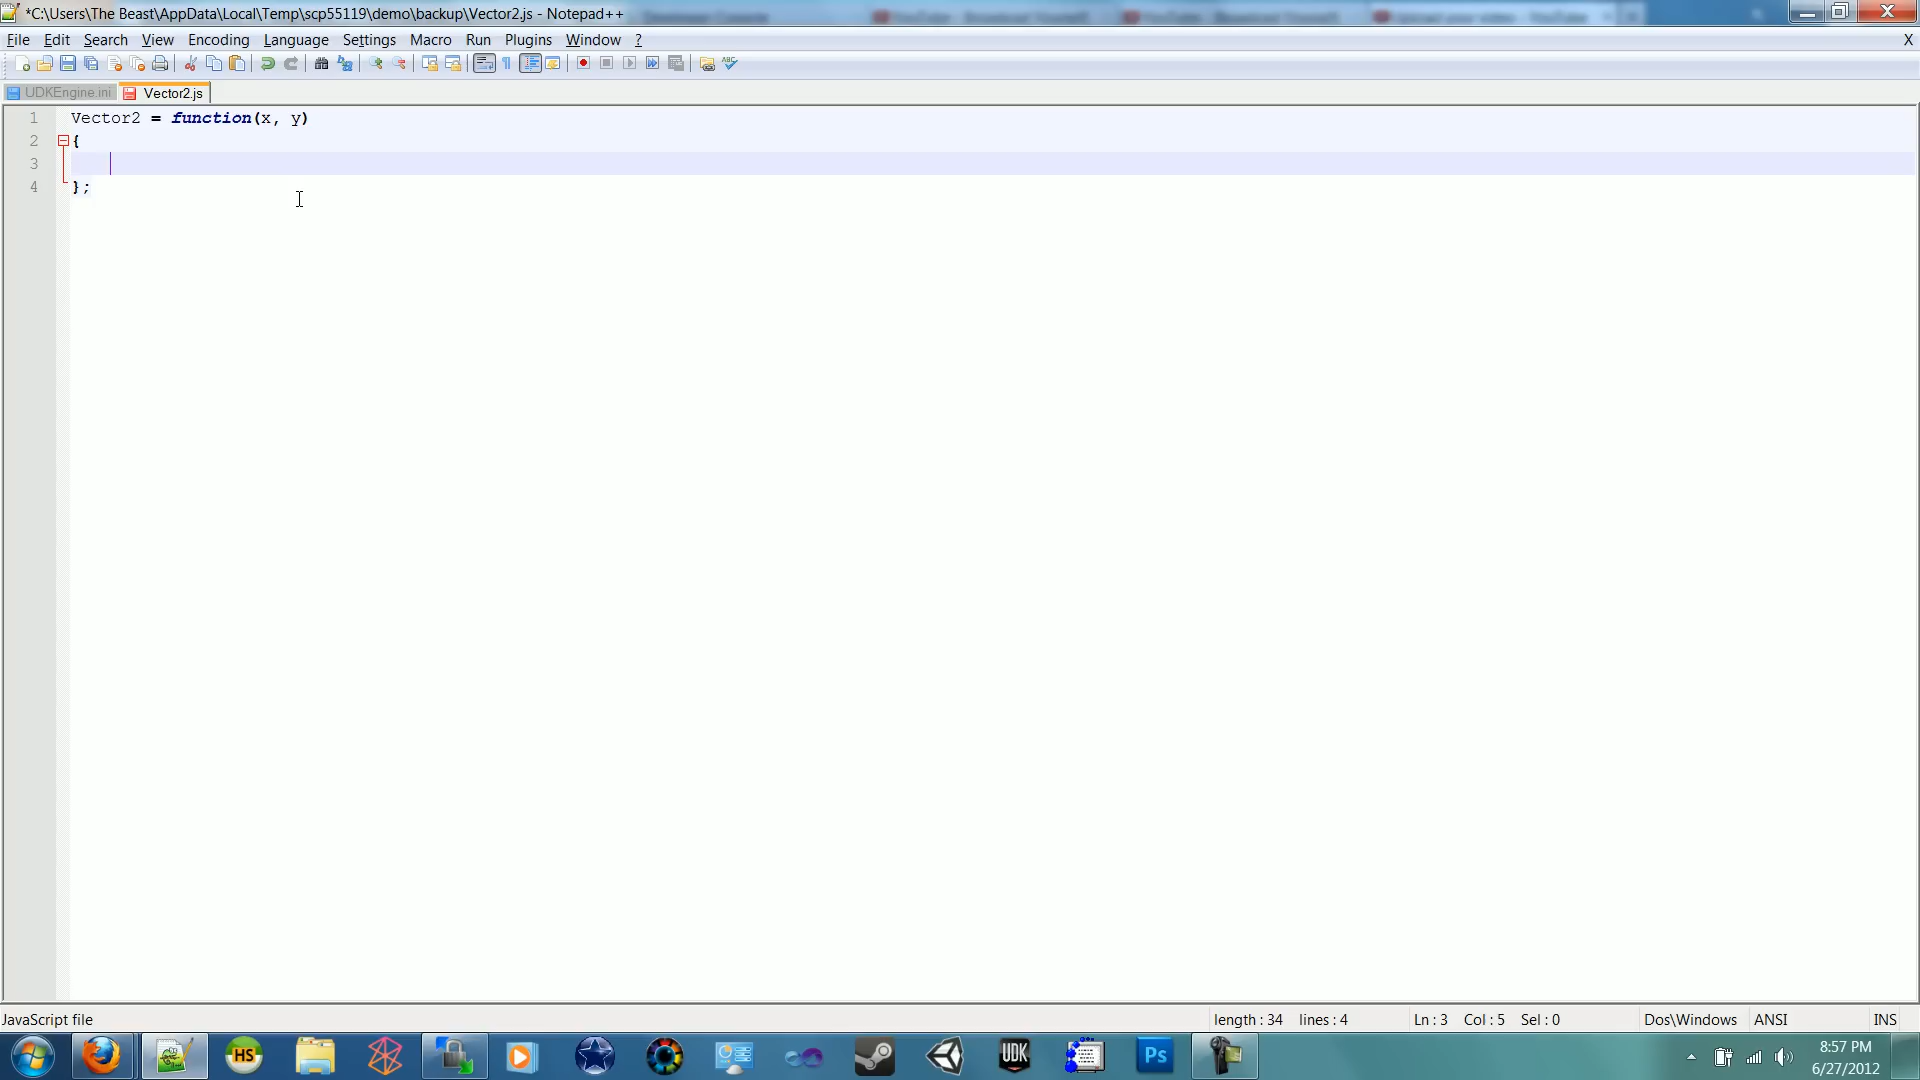 *C:\Users\The Beast\AppData\Local\Temp\scp55119\demo\backup\Vector2.js - Notepad++
File Edit Search View Encoding Language Settings Macro Run Plugins Window ? X
UDKEngine.ini Vector2.js
1 Vector2 = function(x, y)
2 {
3
4 };
JavaScript file length : 34 lines : 4 Ln : 3 Col : 5 Sel : 0 Dos\Windows ANSI INS
HS UDK Ps 8:57 PM
6/27/2012